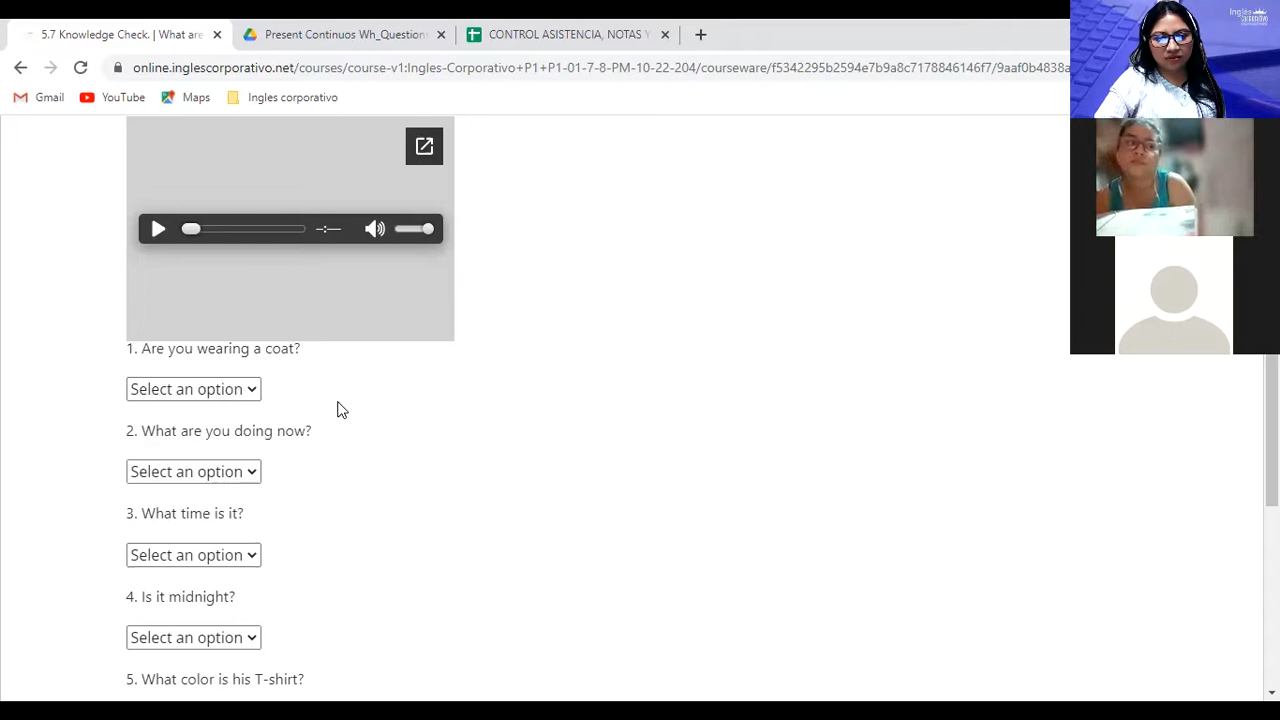 5.7 Knowledge Check. | What are
Present Continuos Wh_Question
CONTROL ASISTENCIA, NOTAS Y
online.inglescorporativo.net/courses/course-v1:Ingles-Corporativo+P1+P1-01-7-8-PM-10-22-204/courseware/f5342295b2594e7b9a8c7178846146f7/9aaf0b4838a
Gmail
YouTube
Maps
Ingles corporativo
1. Are you wearing a coat?
Select an option
2. What are you doing now?
Select an option
3. What time is it?
Select an option
4. Is it midnight?
Select an option
5. What color is his T-shirt?
Ingles